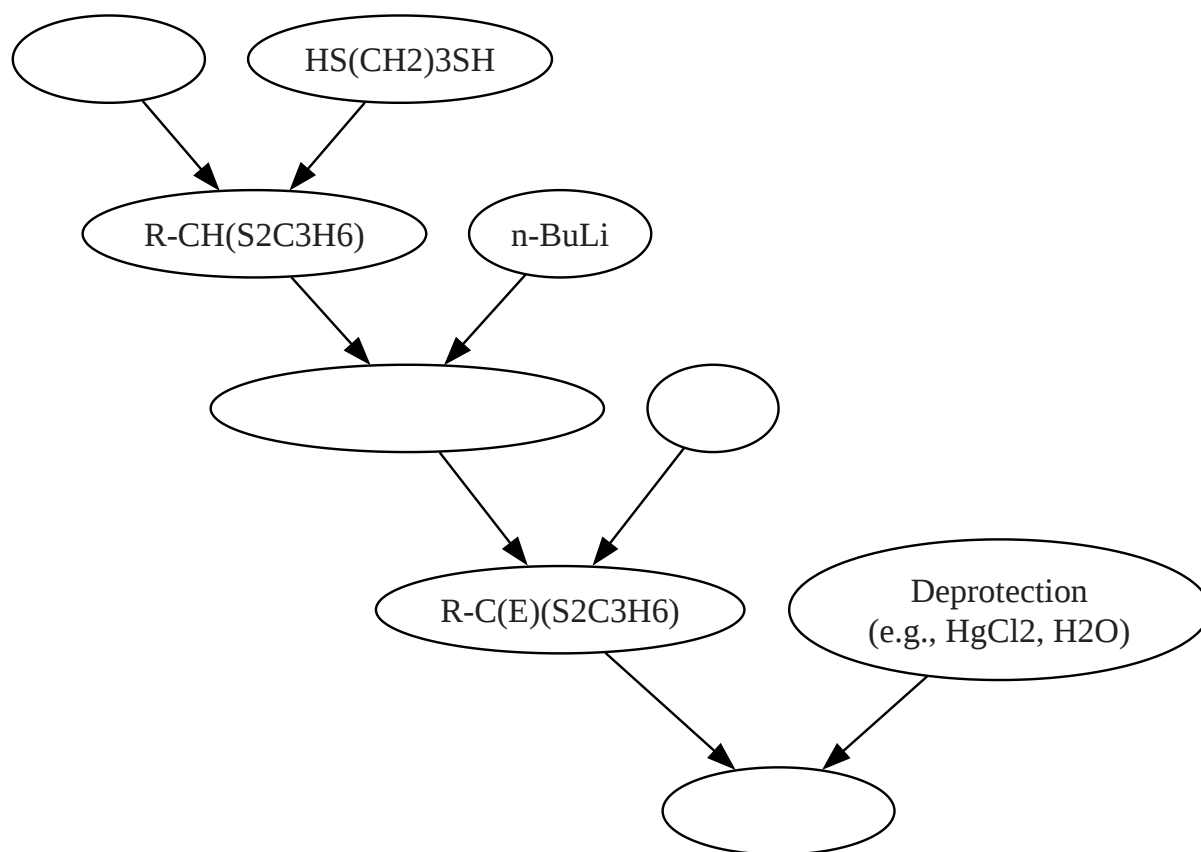 HS(CH2)3SH
R-CH(S2C3H6)
n-BuLi
R-C(E)(S2C3H6)
Deprotection
(e.g., HgCl2, H2O)